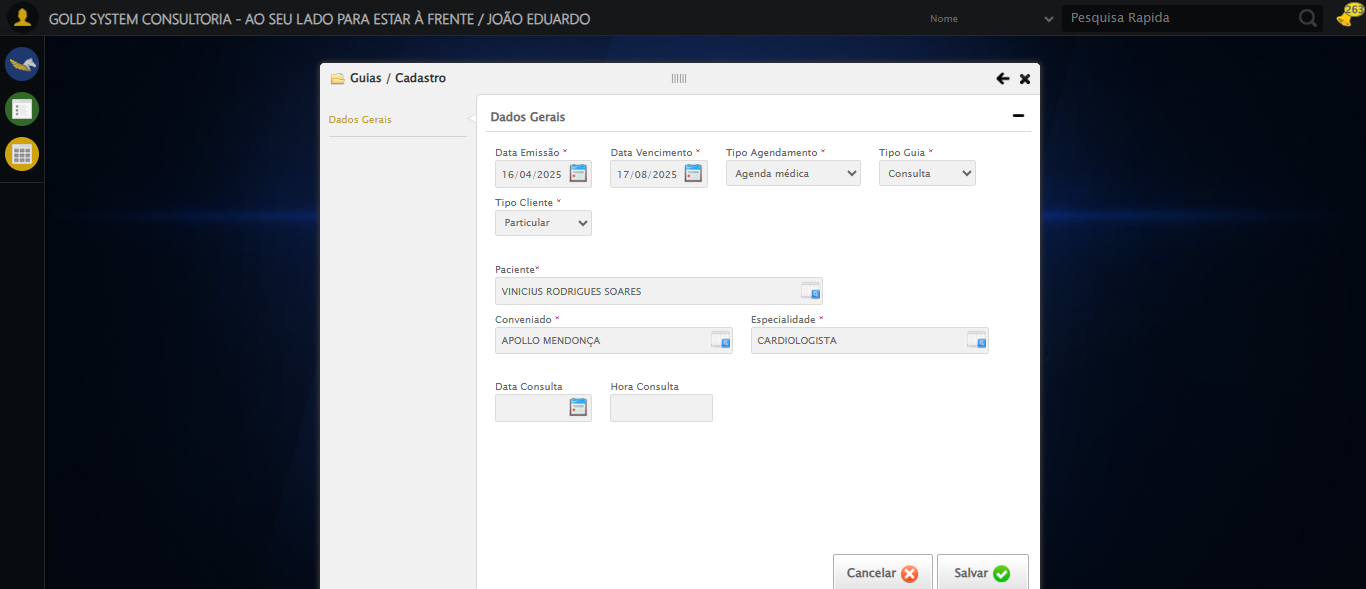 GOLD SYSTEM CONSULTORIA - AO SEU LADO PARA ESTAR À FRENTE / JOÃO EDUARDO
Nome
Pesquisa Rapida
263
Guias / Cadastro
Dados Gerais
Dados Gerais
Data Emissão * Data Vencimento * Tipo Agendamento * Tipo Guia *
16/04/2025 17/08/2025 Agenda médica Consulta
Tipo Cliente *
Particular
Paciente*
VINICIUS RODRIGUES SOARES
Conveniado * Especialidade *
APOLLO MENDONÇA CARDIOLOGISTA
Data Consulta Hora Consulta
Cancelar Salvar